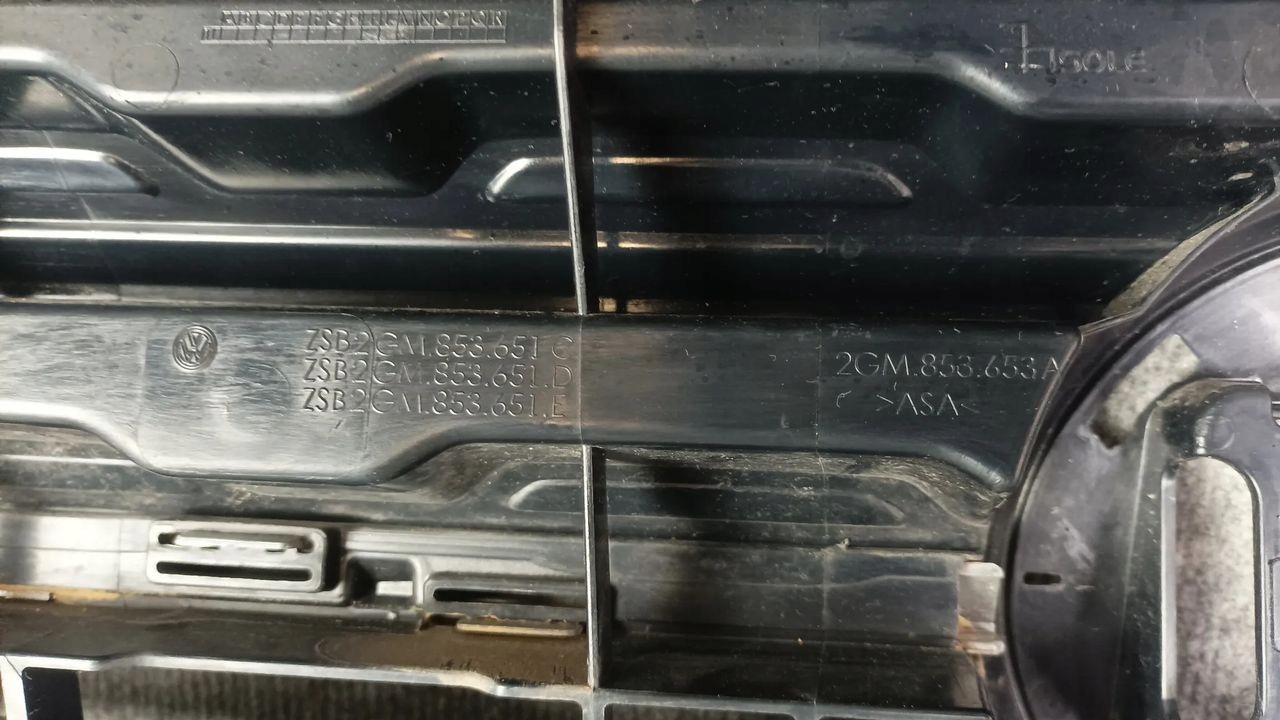 ZSB 2GM.853.651 C
ZSB 2GM.853.651.D
ZSB 2GM.853.651.E
2GM.853.653 A
>ASA<